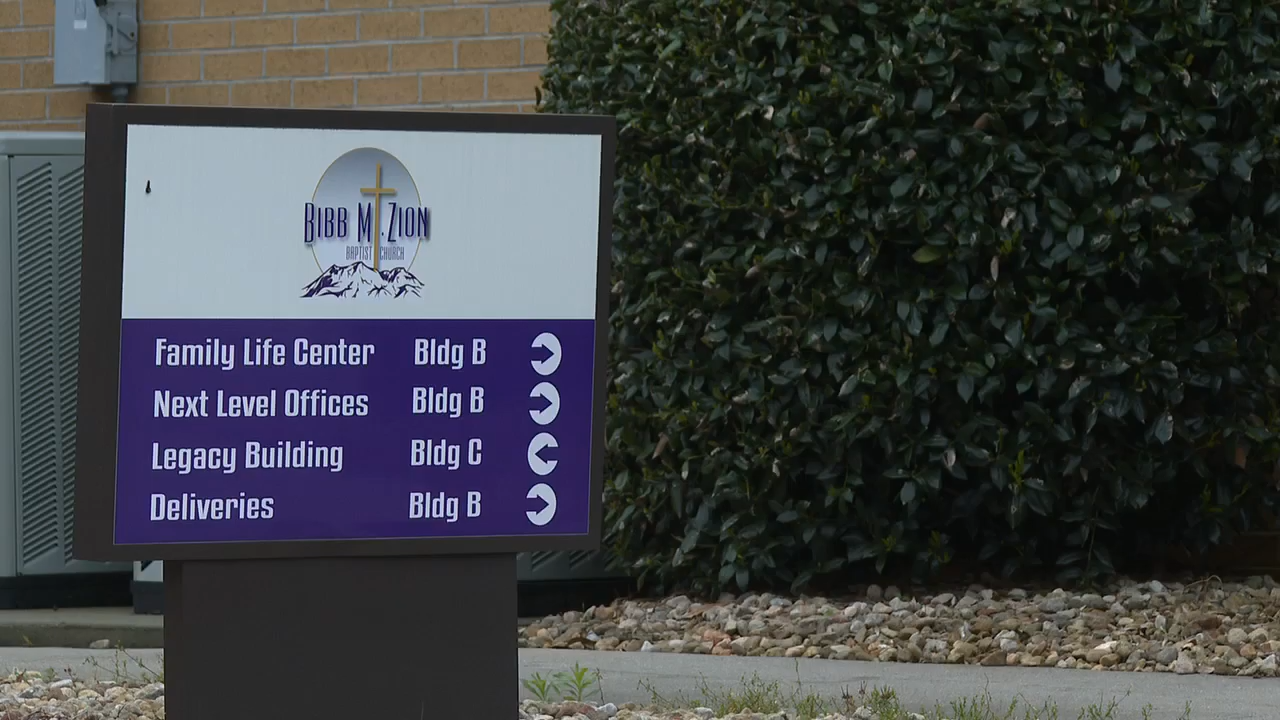 Bibb Mt. Zion
Baptist Church
Family Life Center Bldg B
Next Level Offices Bldg B
Legacy Building Bldg C
Deliveries Bldg B